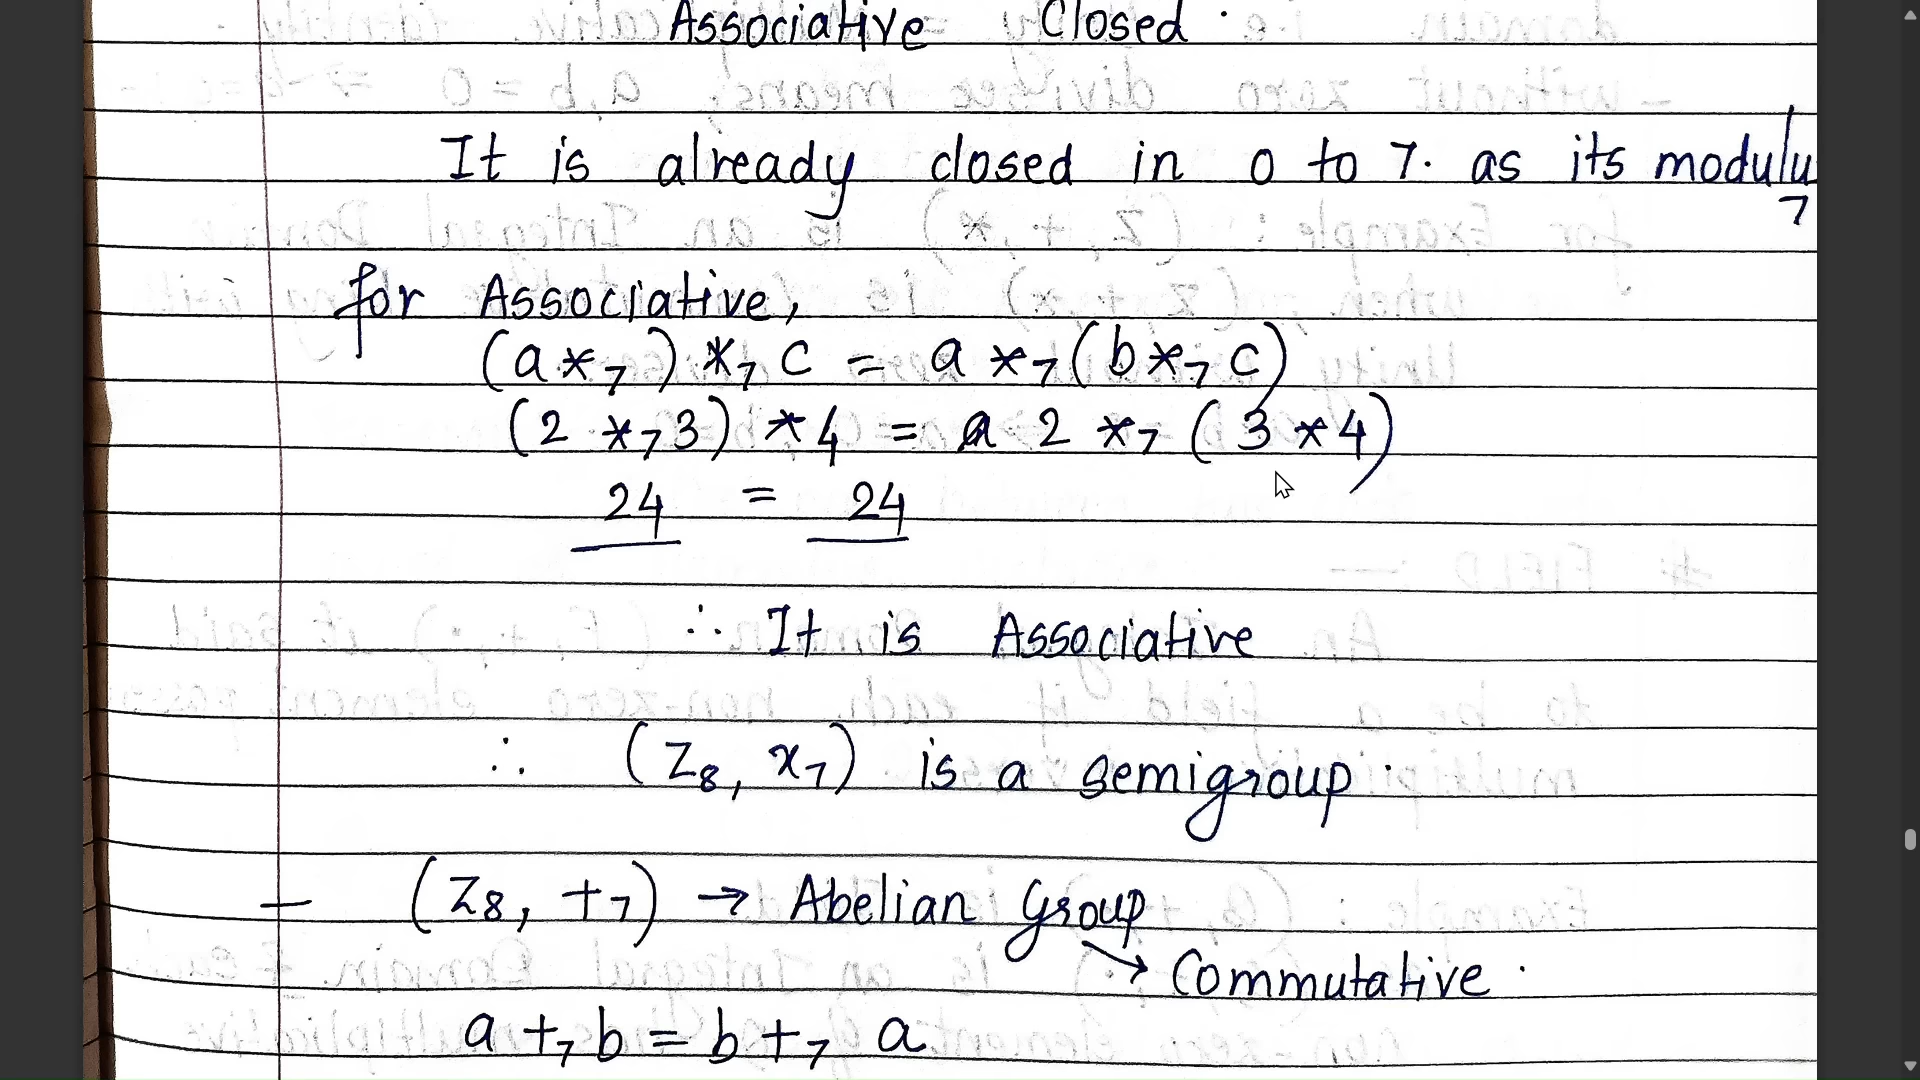 Associative Closed.
It is already closed in 0 to 7. as its modulu
7
for Associative,
(a *₇ ) *₇ c = a *₇ (b *₇ c)
(2 *₇ 3) * 4 = a 2 *₇ (3 * 4)
24 = 24
∴ It is Associative
∴ (Z₈, x₇) is a semigroup.
— (Z₈, +₇) → Abelian Group
→ Commutative.
a +₇ b = b +₇ a